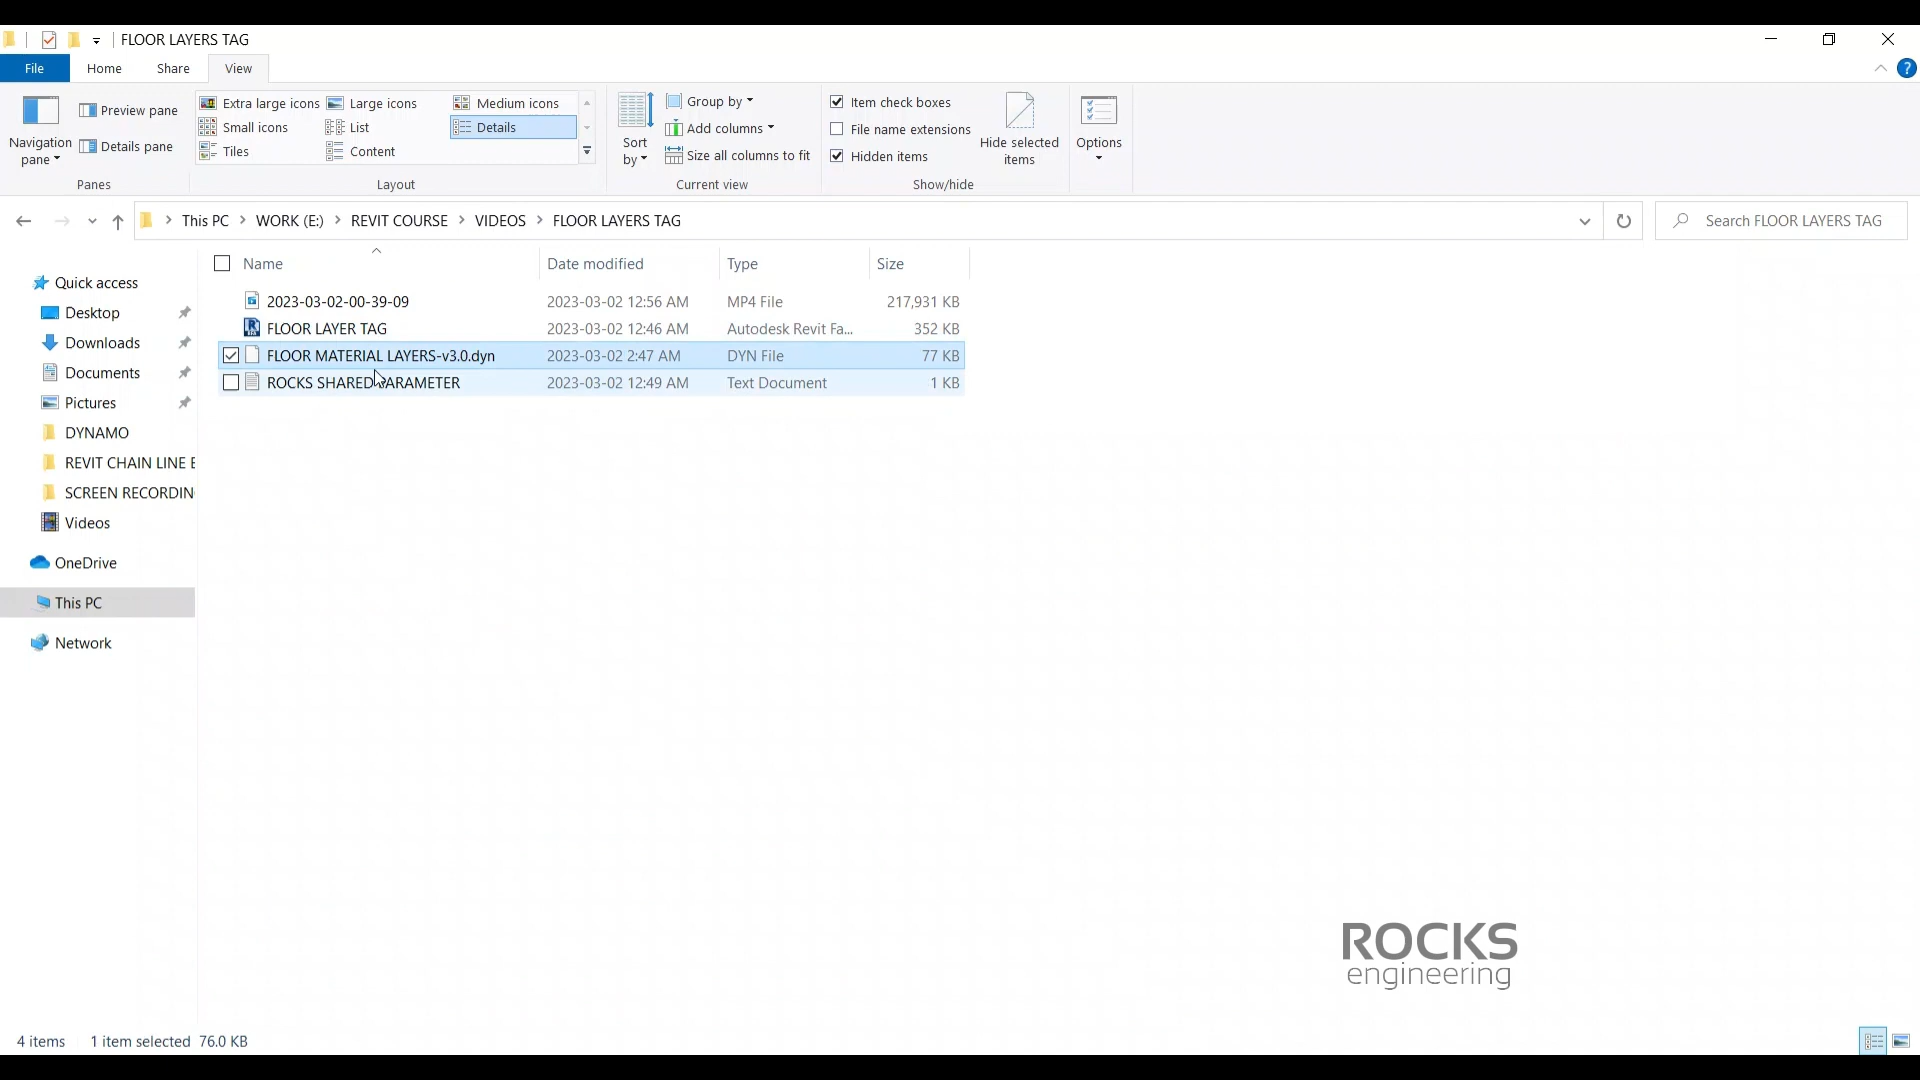 FLOOR LAYERS TAG
File Home Share View
Navigation pane
Preview pane
Details pane
Panes
Extra large icons Large icons Medium icons
Small icons List Details
Tiles Content
Layout
Sort by
Group by
Add columns
Size all columns to fit
Current view
Item check boxes
File name extensions
Hidden items
Hide selected items
Show/hide
Options
This PC > WORK (E:) > REVIT COURSE > VIDEOS > FLOOR LAYERS TAG
Search FLOOR LAYERS TAG
Quick access
Desktop
Downloads
Documents
Pictures
DYNAMO
REVIT CHAIN LINE E
SCREEN RECORDIN
Videos
OneDrive
This PC
Network
Name Date modified Type Size
2023-03-02-00-39-09 2023-03-02 12:56 AM MP4 File 217,931 KB
FLOOR LAYER TAG 2023-03-02 12:46 AM Autodesk Revit Fa... 352 KB
FLOOR MATERIAL LAYERS-v3.0.dyn 2023-03-02 2:47 AM DYN File 77 KB
ROCKS SHARED PARAMETER 2023-03-02 12:49 AM Text Document 1 KB
ROCKS
engineering
4 items 1 item selected 76.0 KB